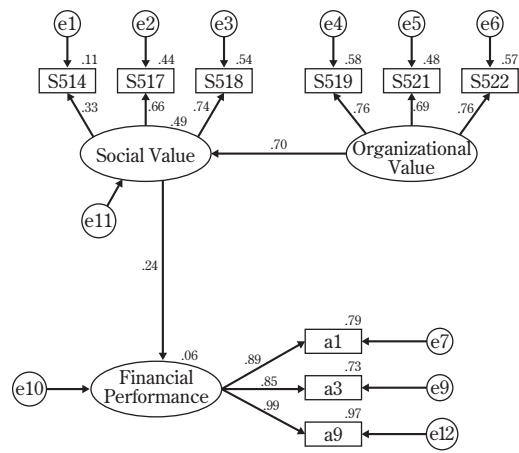 e1 e2 e3 e4 e5 e6
.11 .44 .54 .58 .48 .57
S514 S517 S518 S519 S521 S522
.33 .66 .74 .76 .69 .76
.49
Social Value
.70
Organizational
Value
e11
.24
.79
a1
e7
.89
.06
.73
Financial
Performance
e10
.85
a3
e9
.99
.97
a9
e12